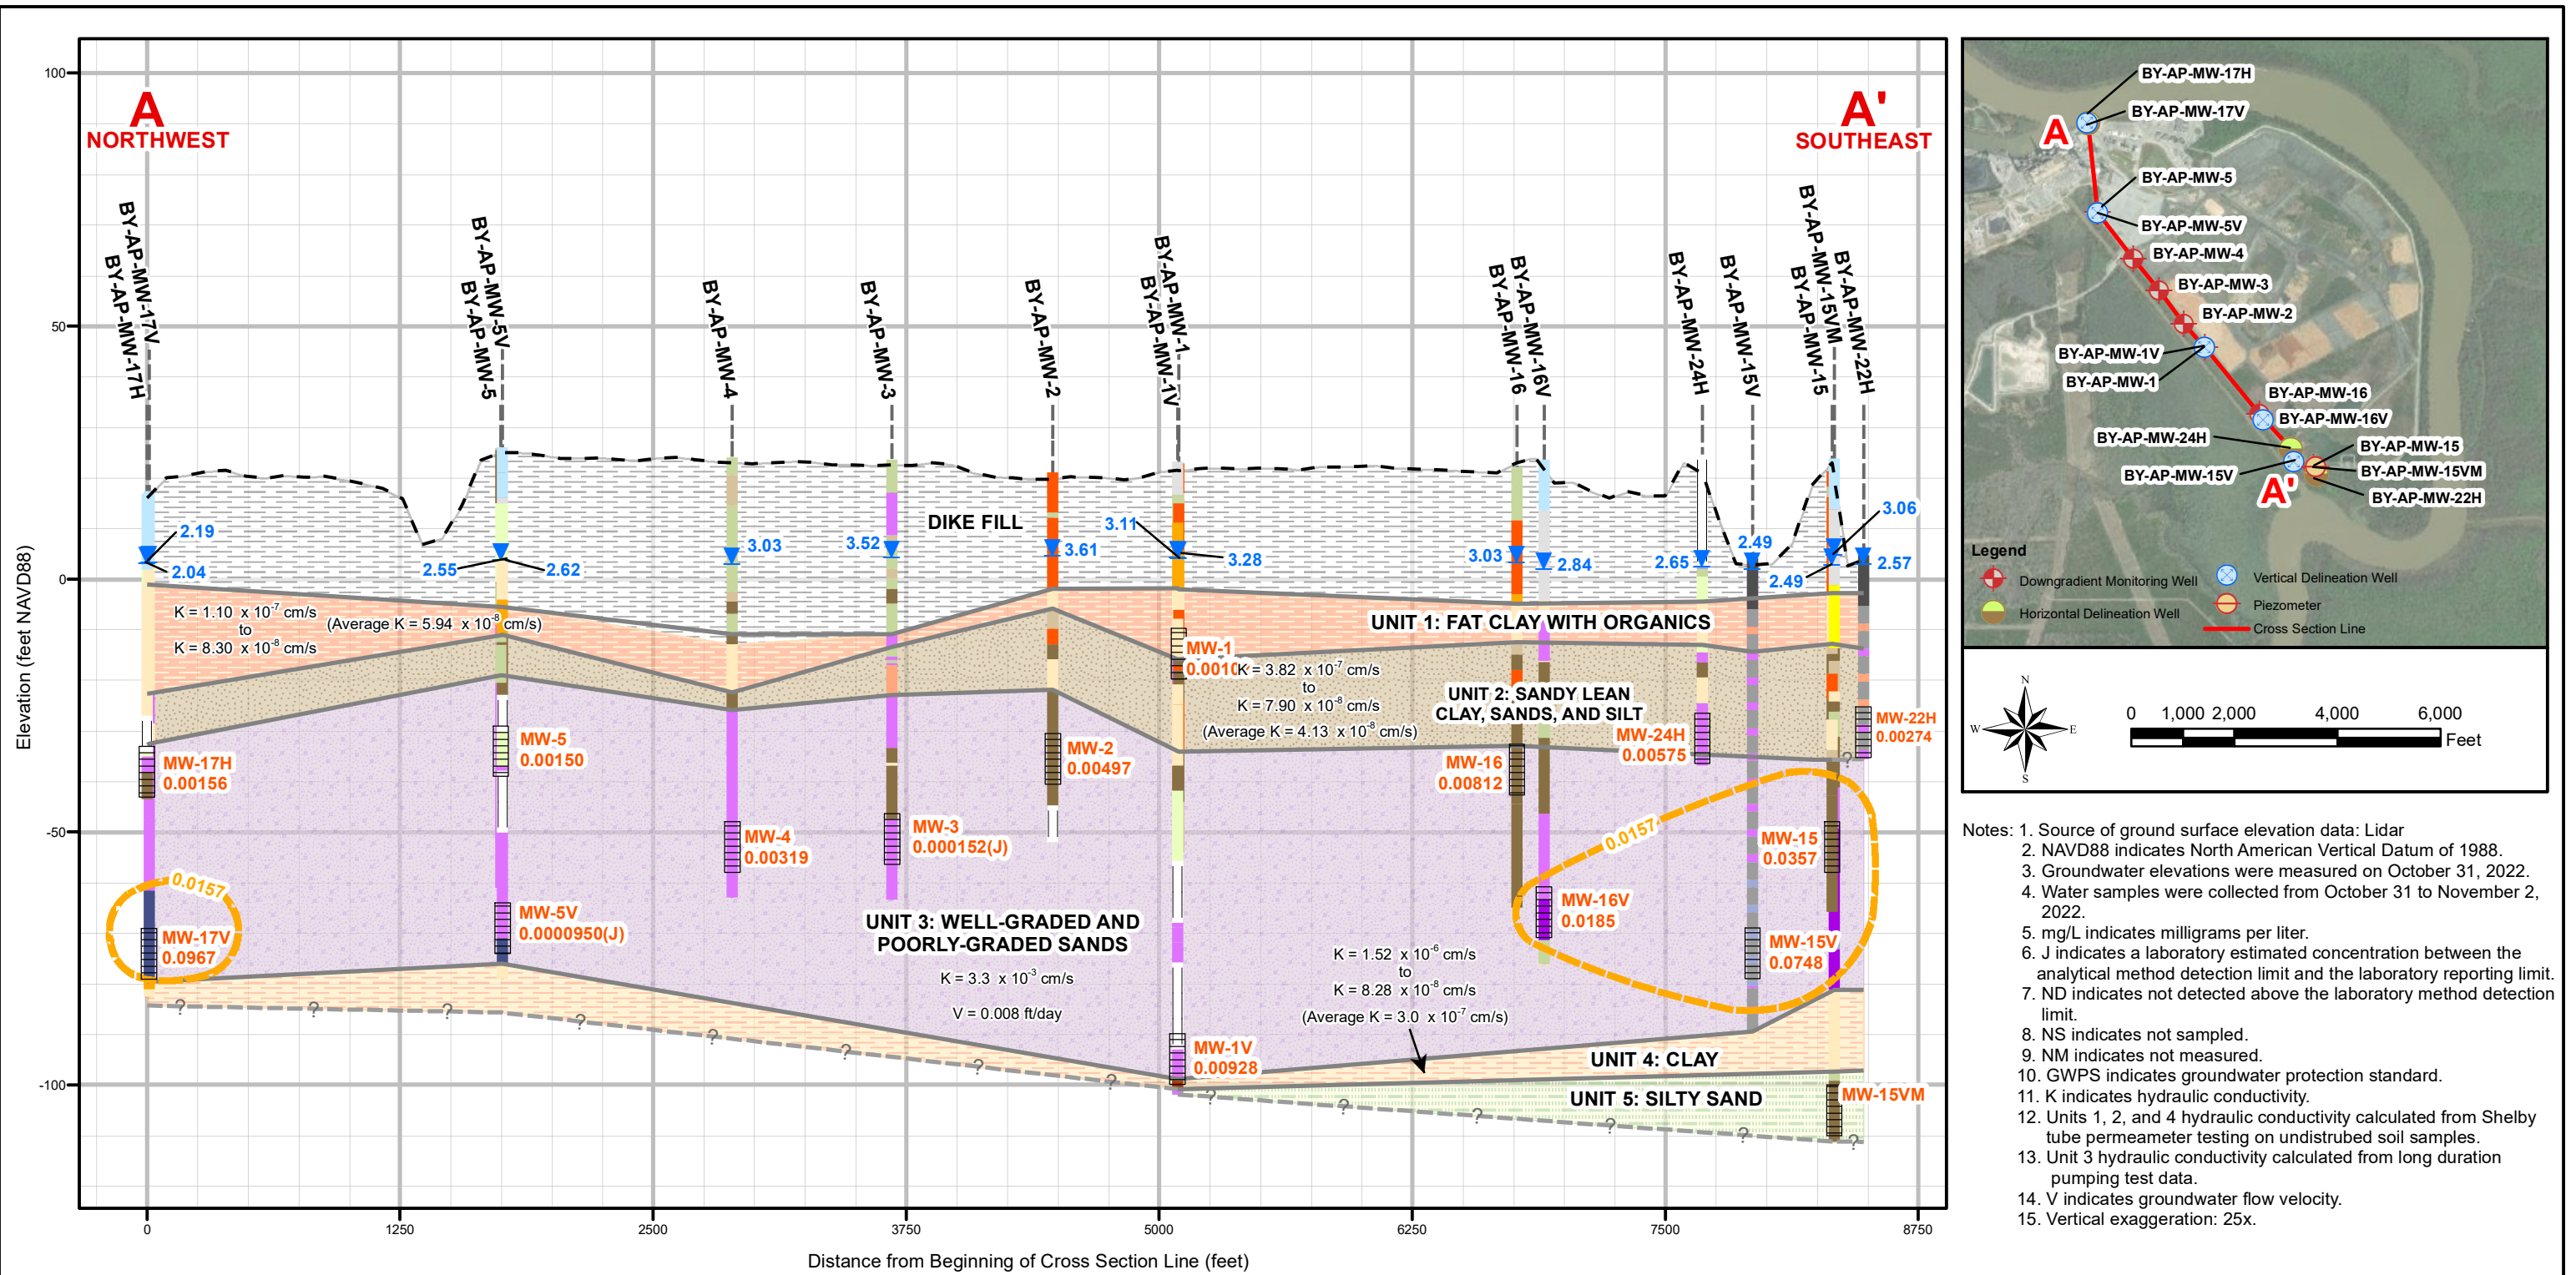 100
50
0
-50
-100
Elevation (feet NAVD88)
0
1250
2500
3750
5000
6250
7500
8750
Distance from Beginning of Cross Section Line (feet)
A
NORTHWEST
A'
SOUTHEAST
BY-AP-MW-17V
BY-AP-MW-17H
BY-AP-MW-5V
BY-AP-MW-5
BY-AP-MW-4
BY-AP-MW-3
BY-AP-MW-2
BY-AP-MW-1
BY-AP-MW-1V
BY-AP-MW-16V
BY-AP-MW-16
BY-AP-MW-24H
BY-AP-MW-15V
BY-AP-MW-15VM
BY-AP-MW-15
BY-AP-MW-22H
2.19
2.04
2.55
2.62
3.03
3.52
3.61
3.11
3.28
3.03
2.84
2.65
2.49
2.49
3.06
2.57
DIKE FILL
K = 1.10 x 10-7 cm/s
to
K = 8.30 x 10-8 cm/s
(Average K = 5.94 x 10-8 cm/s)
UNIT 1: FAT CLAY WITH ORGANICS
MW-1
0.0010
K = 3.82 x 10-7 cm/s
to
K = 7.90 x 10-8 cm/s
(Average K = 4.13 x 10-8 cm/s)
UNIT 2: SANDY LEAN
CLAY, SANDS, AND SILT
MW-17H
0.00156
MW-5
0.00150
MW-2
0.00497
MW-16
0.00812
MW-24H
0.00575
MW-22H
0.00274
MW-4
0.00319
MW-3
0.000152(J)
MW-15
0.0357
0.0157
0.0157
MW-17V
0.0967
MW-5V
0.0000950(J)
MW-16V
0.0185
MW-15V
0.0748
UNIT 3: WELL-GRADED AND
POORLY-GRADED SANDS
K = 3.3 x 10-3 cm/s
V = 0.008 ft/day
K = 1.52 x 10-6 cm/s
to
K = 8.28 x 10-8 cm/s
(Average K = 3.0 x 10-7 cm/s)
MW-1V
0.00928
UNIT 4: CLAY
UNIT 5: SILTY SAND
MW-15VM
? ? ? ? ? ? ? ? ? ? ? ? ? ? ?
BY-AP-MW-17H
BY-AP-MW-17V
A
BY-AP-MW-5
BY-AP-MW-5V
BY-AP-MW-4
BY-AP-MW-3
BY-AP-MW-2
BY-AP-MW-1V
BY-AP-MW-1
BY-AP-MW-16
BY-AP-MW-16V
BY-AP-MW-24H
BY-AP-MW-15
BY-AP-MW-15V
BY-AP-MW-15VM
A'
BY-AP-MW-22H
Legend
Downgradient Monitoring Well
Vertical Delineation Well
Horizontal Delineation Well
Piezometer
Cross Section Line
N
W
E
S
0 1,000 2,000 4,000 6,000
Feet
Notes: 1. Source of ground surface elevation data: Lidar
2. NAVD88 indicates North American Vertical Datum of 1988.
3. Groundwater elevations were measured on October 31, 2022.
4. Water samples were collected from October 31 to November 2,
2022.
5. mg/L indicates milligrams per liter.
6. J indicates a laboratory estimated concentration between the
analytical method detection limit and the laboratory reporting limit.
7. ND indicates not detected above the laboratory method detection
limit.
8. NS indicates not sampled.
9. NM indicates not measured.
10. GWPS indicates groundwater protection standard.
11. K indicates hydraulic conductivity.
12. Units 1, 2, and 4 hydraulic conductivity calculated from Shelby
tube permeameter testing on undistrubed soil samples.
13. Unit 3 hydraulic conductivity calculated from long duration
pumping test data.
14. V indicates groundwater flow velocity.
15. Vertical exaggeration: 25x.